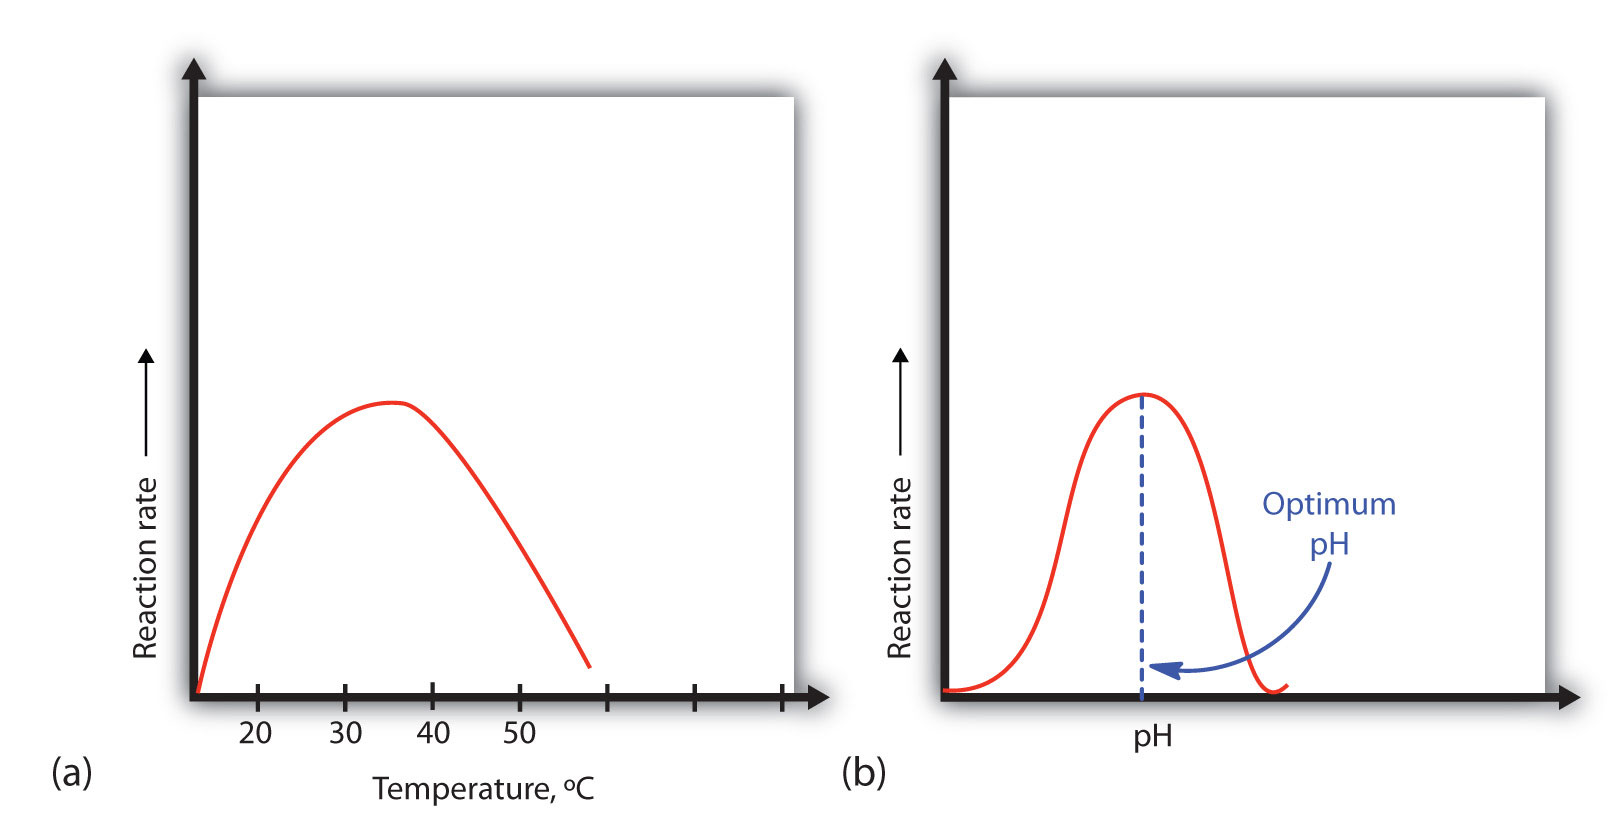 Reaction rate
20 30 40 50
Temperature, ºC
(a)
Reaction rate
Optimum
pH
pH
(b)